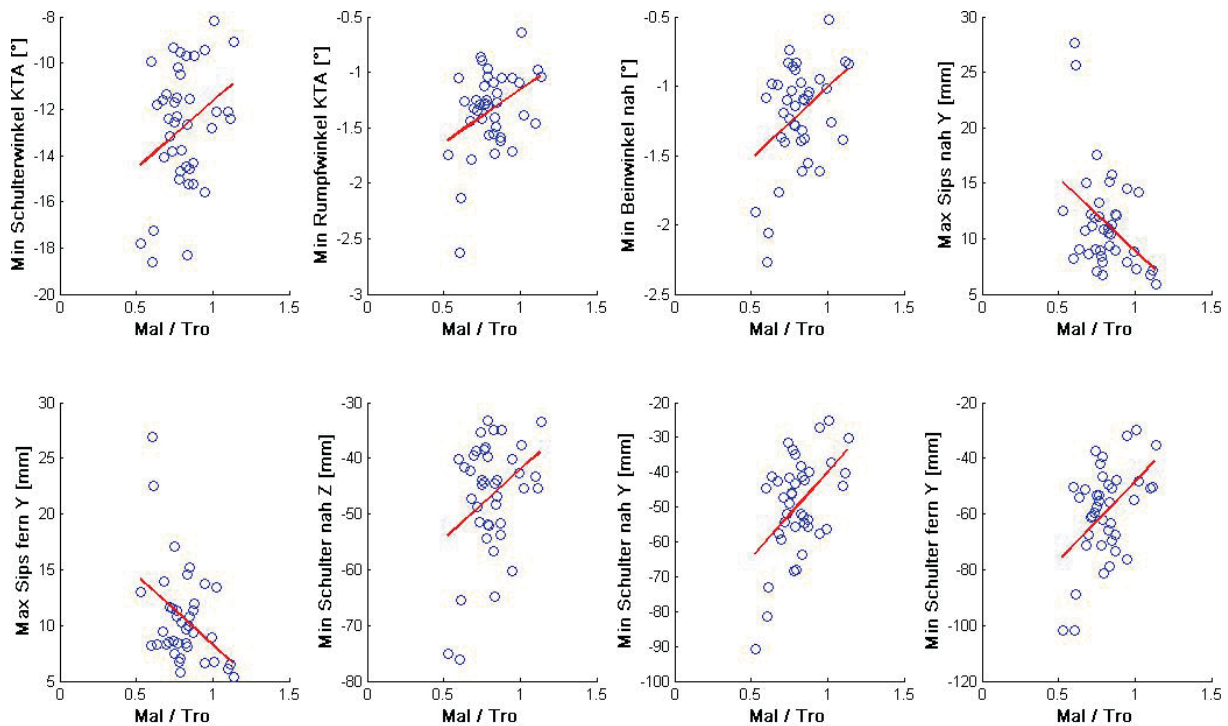 Min Schulterwinkel KTA [°]
-8
-10
-12
-14
-16
-18
-20
0 0.5 1 1.5
Mal / Tro
Min Rumpfwinkel KTA [°]
-0.5
-1
-1.5
-2
-2.5
-3
0 0.5 1 1.5
Mal / Tro
Min Beinwinkel nah [°]
-0.5
-1
-1.5
-2
-2.5
0 0.5 1 1.5
Mal / Tro
Max Sips nah Y [mm]
30
25
20
15
10
5
0 0.5 1 1.5
Mal / Tro
Max Sips fern Y [mm]
30
25
20
15
10
5
0 0.5 1 1.5
Mal / Tro
Min Schulter nah Z [mm]
-30
-40
-50
-60
-70
-80
0 0.5 1 1.5
Mal / Tro
Min Schulter nah Y [mm]
-20
-30
-40
-50
-60
-70
-80
-90
-100
0 0.5 1 1.5
Mal / Tro
Min Schulter fern Y [mm]
-20
-40
-60
-80
-100
-120
0 0.5 1 1.5
Mal / Tro